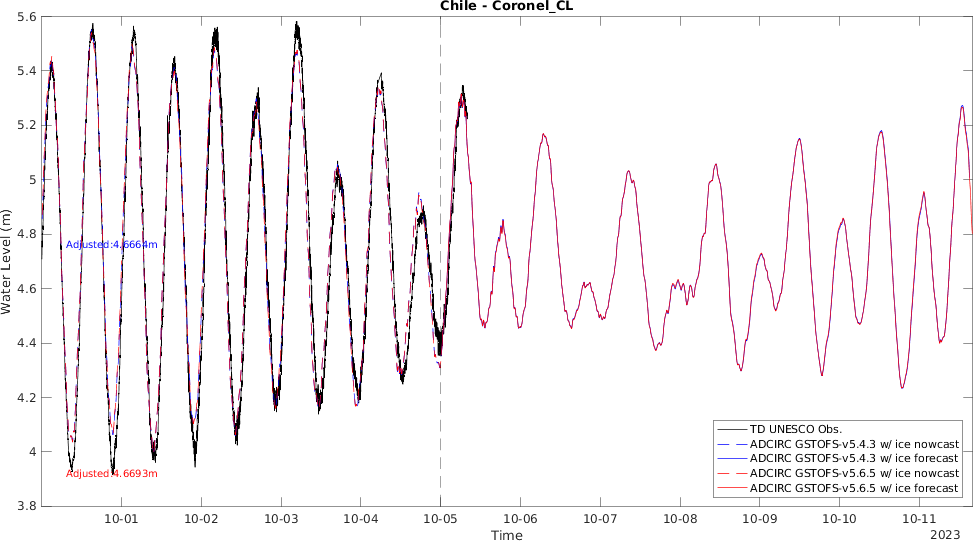 Chile - Coronel_CL
5.6
5.4
5.2
5
4.8
4.6
4.4
4.2
4
3.8
Water Level (m)
Adjusted:4.6664m
Adjusted:4.6693m
TD UNESCO Obs.
ADCIRC GSTOFS-v5.4.3 w/ ice nowcast
ADCIRC GSTOFS-v5.4.3 w/ ice forecast
ADCIRC GSTOFS-v5.6.5 w/ ice nowcast
ADCIRC GSTOFS-v5.6.5 w/ ice forecast
10-01 10-02 10-03 10-04 10-05 10-06 10-07 10-08 10-09 10-10 10-11
2023
Time